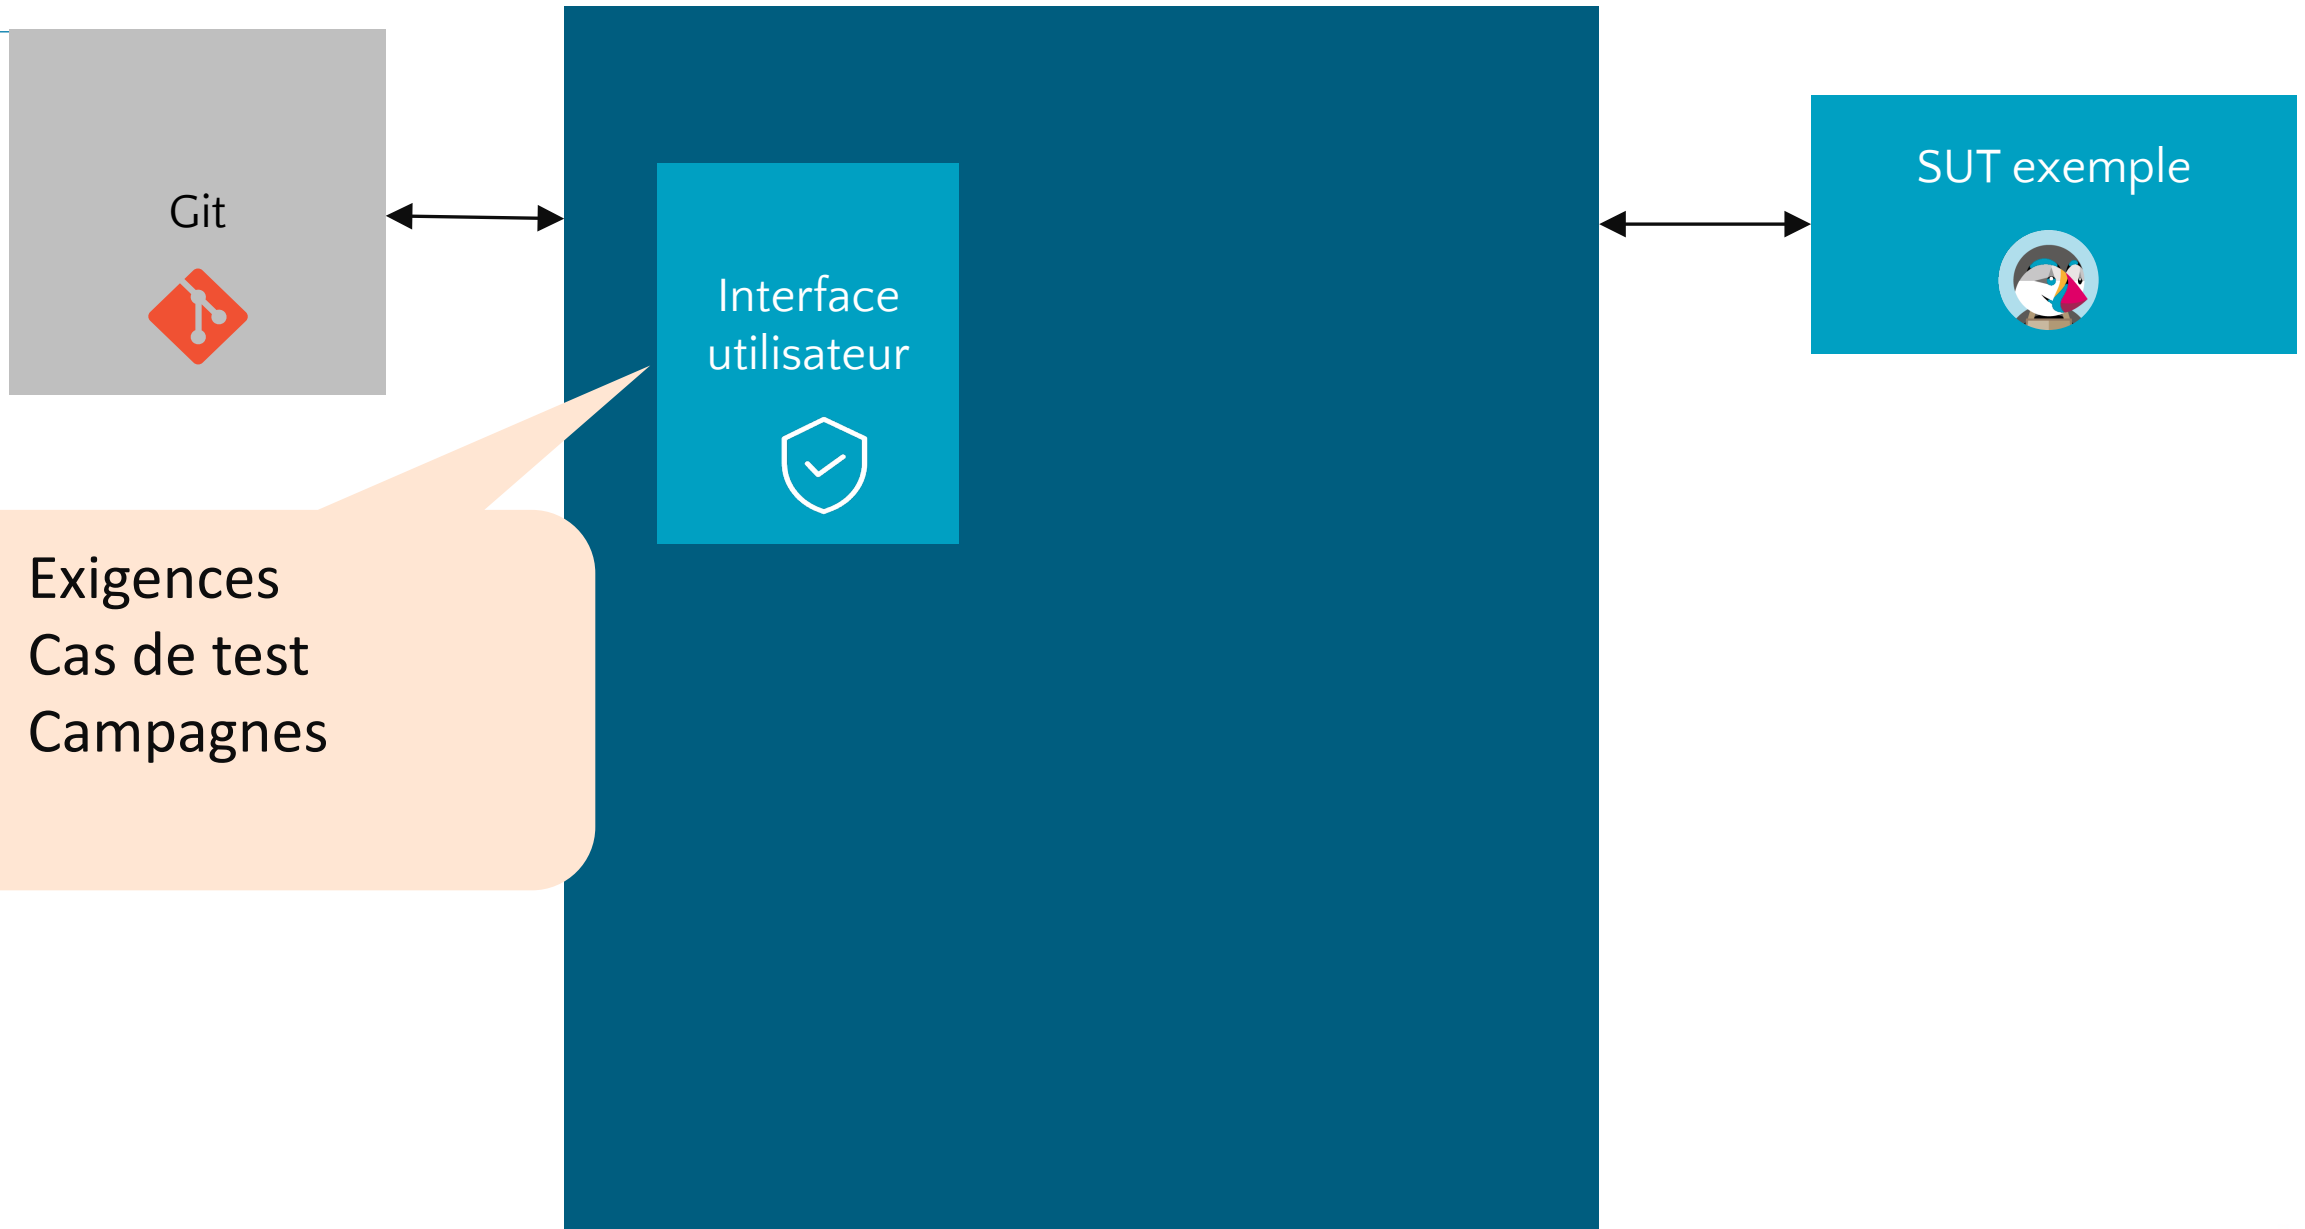 Git
Interface
utilisateur
SUT exemple
Exigences
Cas de test
Campagnes